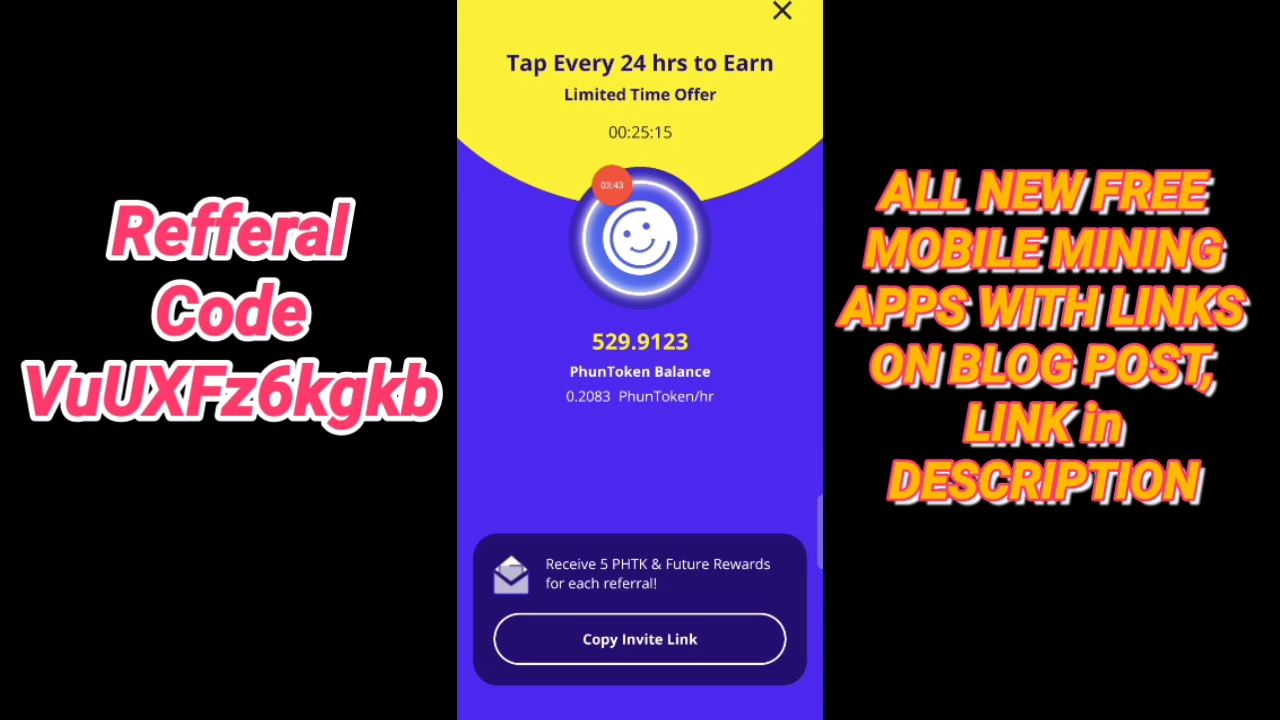 Refferal
Code
VuUXFz6kgkb
Tap Every 24 hrs to Earn
Limited Time Offer
00:25:15
03:43
529.9123
PhunToken Balance
0.2083 PhunToken/hr
Receive 5 PHTK & Future Rewards
for each referral!
Copy Invite Link
ALL NEW FREE
MOBILE MINING
APPS WITH LINKS
ON BLOG POST,
LINK in
DESCRIPTION